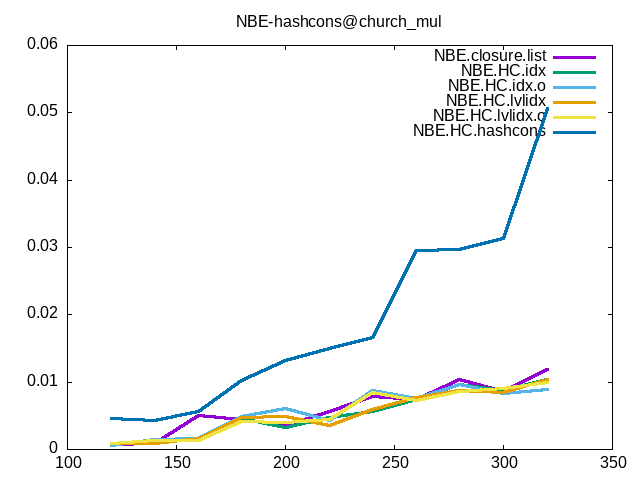 NBE-hashcons@church_mul
0.06
0.05
0.04
0.03
0.02
0.01
0
100 150 200 250 300 350
NBE.closure.list
NBE.HC.idx
NBE.HC.idx.o
NBE.HC.lvlidx
NBE.HC.lvlidx.o
NBE.HC.hashcons